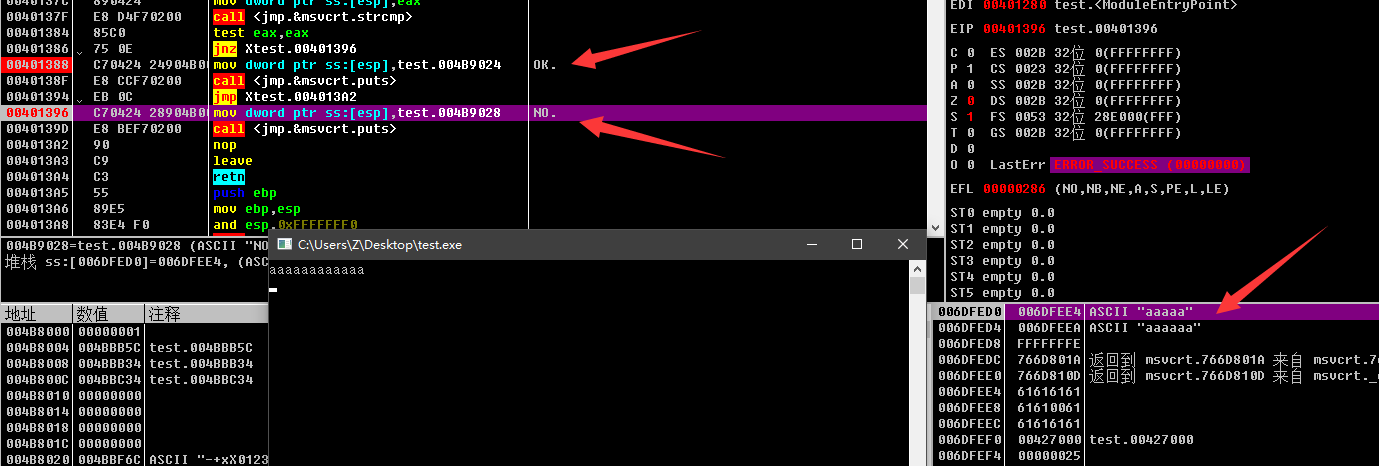 0040137C 890424 mov dword ptr ss:[esp],eax
0040137F E8 D4F70200 call <jmp.&msvcrt.strcmp>
00401384 85C0 test eax,eax
00401386 75 0E jnz Xtest.00401396
00401388 C70424 24904B00 mov dword ptr ss:[esp],test.004B9024 OK.
0040138F E8 CCF70200 call <jmp.&msvcrt.puts>
00401394 EB 0C jmp Xtest.004013A2
00401396 C70424 28904B00 mov dword ptr ss:[esp],test.004B9028 NO.
0040139D E8 BEF70200 call <jmp.&msvcrt.puts>
004013A2 90 nop
004013A3 C9 leave
004013A4 C3 retn
004013A5 55 push ebp
004013A6 89E5 mov ebp,esp
004013A8 83E4 F0 and esp,0xFFFFFFF0
004B9028=test.004B9028 (ASCII "NO
堆栈 ss:[006DFED0]=006DFEE4, (ASC
C:\Users\Z\Desktop\test.exe
aaaaaaaaaaaa
地址 数值 注释
004B8000 00000001
004B8004 004BBB5C test.004BBB5C
004B8008 004BBB34 test.004BBB34
004B800C 004BBC34 test.004BBC34
004B8010 00000000
004B8014 00000000
004B8018 00000000
004B801C 00000000
004B8020 004BBF6C ASCII "-+xX0123
EDI 00401280 test.<ModuleEntryPoint>
EIP 00401396 test.00401396
C 0 ES 002B 32位 0(FFFFFFFF)
P 1 CS 0023 32位 0(FFFFFFFF)
A 0 SS 002B 32位 0(FFFFFFFF)
Z 0 DS 002B 32位 0(FFFFFFFF)
S 1 FS 0053 32位 28E000(FFF)
T 0 GS 002B 32位 0(FFFFFFFF)
D 0
O 0 LastErr ERROR_SUCCESS (00000000)
EFL 00000286 (NO,NB,NE,A,S,PE,L,LE)
ST0 empty 0.0
ST1 empty 0.0
ST2 empty 0.0
ST3 empty 0.0
ST4 empty 0.0
ST5 empty 0.0
006DFED0 006DFEE4 ASCII "aaaaa"
006DFED4 006DFEEA ASCII "aaaaaa"
006DFED8 FFFFFFFE
006DFEDC 766D801A 返回到 msvcrt.766D801A 来自 msvcrt.7
006DFEE0 766D810D 返回到 msvcrt.766D810D 来自 msvcrt._
006DFEE4 61616161
006DFEE8 61610061
006DFEEC 61616161
006DFEF0 00427000 test.00427000
006DFEF4 00000025